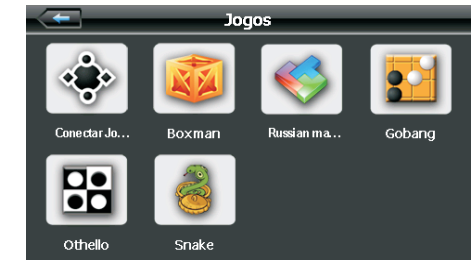 Jogos
Conectar Jo...
Boxman
Russian ma...
Gobang
Othello
Snake